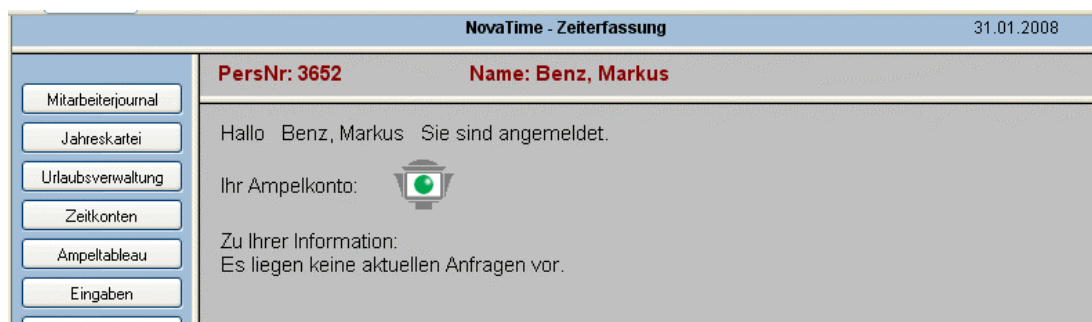 NovaTime - Zeiterfassung 31.01.2008
PersNr: 3652 Name: Benz, Markus
Mitarbeiterjournal
Jahreskartei
Urlaubsverwaltung
Zeitkonten
Ampeltableau
Eingaben
Hallo Benz, Markus Sie sind angemeldet.
Ihr Ampelkonto:
Zu Ihrer Information:
Es liegen keine aktuellen Anfragen vor.